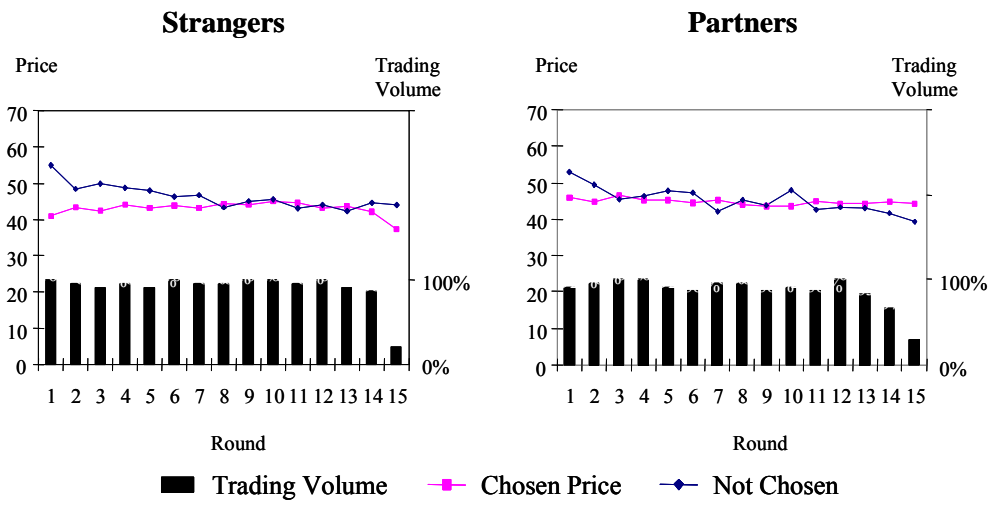 Strangers
Partners
Price
Trading
Volume
Price
Trading
Volume
70
60
50
40
30
20
10
0
100%
0%
1 2 3 4 5 6 7 8 9 10 11 12 13 14 15
Round
70
60
50
40
30
20
10
0
100%
0%
1 2 3 4 5 6 7 8 9 10 11 12 13 14 15
Round
Trading Volume
Chosen Price
Not Chosen